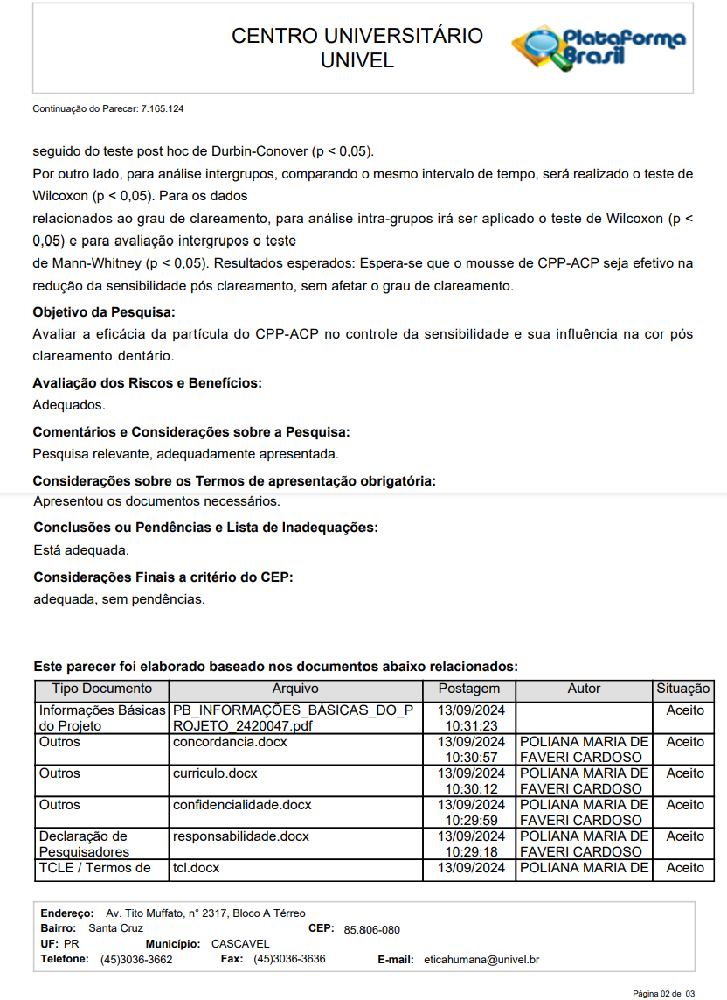 CENTRO UNIVERSITÁRIO
UNIVEL
PlataForma
Brasil
Continuação do Parecer: 7.165.124
seguido do teste post hoc de Durbin-Conover (p < 0,05).
Por outro lado, para análise intergrupos, comparando o mesmo intervalo de tempo, será realizado o teste de
Wilcoxon (p < 0,05). Para os dados
relacionados ao grau de clareamento, para análise intra-grupos irá ser aplicado o teste de Wilcoxon (p <
0,05) e para avaliação intergrupos o teste
de Mann-Whitney (p < 0,05). Resultados esperados: Espera-se que o mousse de CPP-ACP seja efetivo na
redução da sensibilidade pós clareamento, sem afetar o grau de clareamento.
Objetivo da Pesquisa:
Avaliar a eficácia da partícula do CPP-ACP no controle da sensibilidade e sua influência na cor pós
clareamento dentário.
Avaliação dos Riscos e Benefícios:
Adequados.
Comentários e Considerações sobre a Pesquisa:
Pesquisa relevante, adequadamente apresentada.
Considerações sobre os Termos de apresentação obrigatória:
Apresentou os documentos necessários.
Conclusões ou Pendências e Lista de Inadequações:
Está adequada.
Considerações Finais a critério do CEP:
adequada, sem pendências.
Este parecer foi elaborado baseado nos documentos abaixo relacionados:
Tipo Documento Arquivo Postagem Autor Situação
Informações Básicas PB_INFORMAÇÕES_BÁSICAS_DO_P 13/09/2024 Aceito
do Projeto ROJETO_2420047.pdf 10:31:23
Outros concordancia.docx 13/09/2024 POLIANA MARIA DE Aceito
10:30:57 FAVERI CARDOSO
Outros curriculo.docx 13/09/2024 POLIANA MARIA DE Aceito
10:30:12 FAVERI CARDOSO
Outros confidencialidade.docx 13/09/2024 POLIANA MARIA DE Aceito
10:29:59 FAVERI CARDOSO
Declaração de responsabilidade.docx 13/09/2024 POLIANA MARIA DE Aceito
Pesquisadores 10:29:18 FAVERI CARDOSO
TCLE / Termos de tcl.docx 13/09/2024 POLIANA MARIA DE Aceito
Endereço: Av. Tito Muffato, n° 2317, Bloco A Térreo
Bairro: Santa Cruz CEP: 85.806-080
UF: PR Município: CASCAVEL
Telefone: (45)3036-3662 Fax: (45)3036-3636 E-mail: eticahumana@univel.br
Página 02 de 03